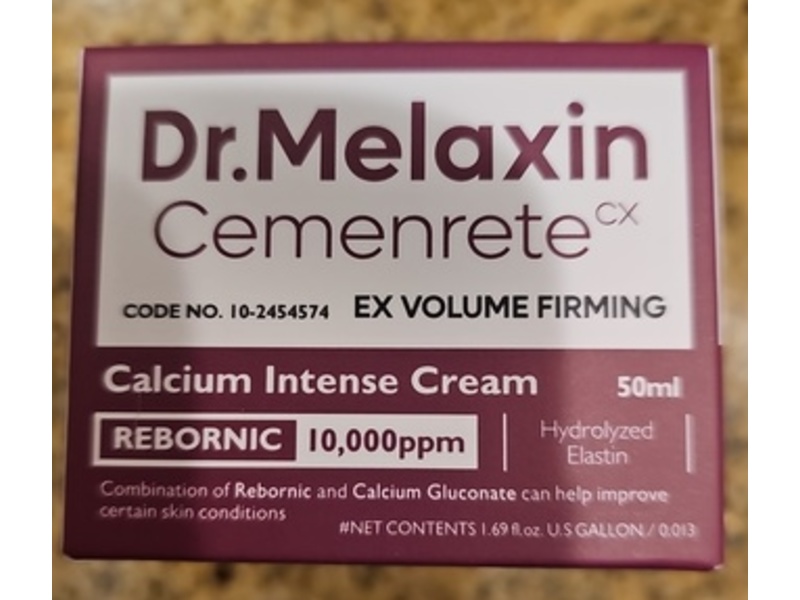 Dr.Melaxin
Cemenrete CX
CODE NO. 10-2454574 EX VOLUME FIRMING
Calcium Intense Cream 50ml
REBORNIC 10,000ppm Hydrolyzed
Elastin
Combination of Rebornic and Calcium Gluconate can help improve
certain skin conditions
#NET CONTENTS 1.69 fl.oz. U.S GALLON / 0.013